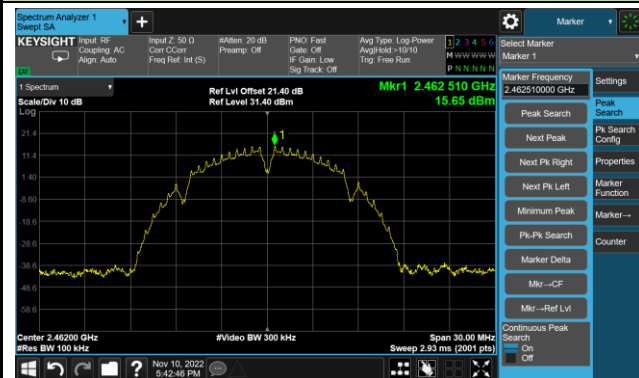 Spectrum Analyzer 1
Swept SA
+
Marker
KEYSIGHT
Input: RF
Coupling: AC
Align: Auto
Input Z: 50 Ω
Corr CCorr
Freq Ref: Int (S)
#Atten: 20 dB
Preamp: Off
PNO: Fast
Gate: Off
IF Gain: Low
Sig Track: Off
Avg Type: Log-Power
Avg|Hold:>10/10
Trig: Free Run
1 2 3 4 5 6
M W W W W W
P N N N N N
LXI
Select Marker
Marker 1
1 Spectrum
Scale/Div 10 dB
Log
Ref Lvl Offset 21.40 dB
Ref Level 31.40 dBm
Mkr1 2.462 510 GHz
15.65 dBm
1
21.4
11.4
1.40
-8.60
-18.6
-28.6
-38.6
-48.6
-58.6
Center 2.46200 GHz
#Res BW 100 kHz
#Video BW 300 kHz
Span 30.00 MHz
Sweep 2.93 ms (2001 pts)
Marker Frequency
2.462510000 GHz
Peak Search
Next Peak
Next Pk Right
Next Pk Left
Minimum Peak
Pk-Pk Search
Marker Delta
Mkr→CF
Mkr→Ref Lvl
Continuous Peak
Search
On
Off
Settings
Peak
Search
Pk Search
Config
Properties
Marker
Function
Marker→
Counter
?
Nov 10, 2022
5:42:46 PM